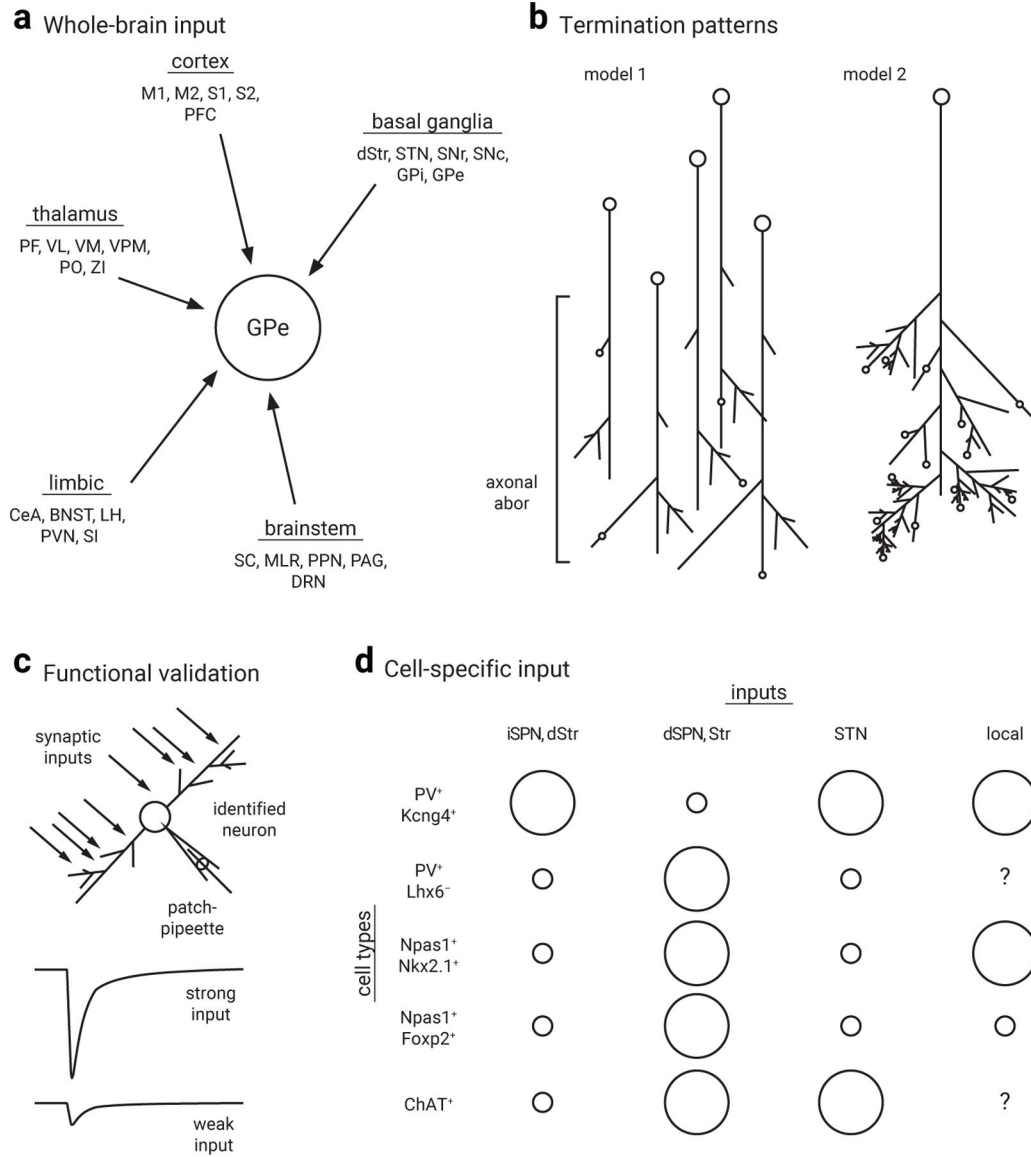 a Whole-brain input
cortex
M1, M2, S1, S2,
PFC
basal ganglia
dStr, STN, SNr, SNc,
GPi, GPe
thalamus
PF, VL, VM, VPM,
PO, ZI
GPe
limbic
CeA, BNST, LH,
PVN, SI
brainstem
SC, MLR, PPN, PAG,
DRN
b Termination patterns
model 1
model 2
axonal
abor
c Functional validation
synaptic
inputs
identified
neuron
patch-
pipeette
strong
input
weak
input
d Cell-specific input
inputs
iSPN, dStr
dSPN, Str
STN
local
cell types
PV⁺
Kcng4⁺
PV⁺
Lhx6⁻
?
Npas1⁺
Nkx2.1⁺
Npas1⁺
Foxp2⁺
ChAT⁺
?